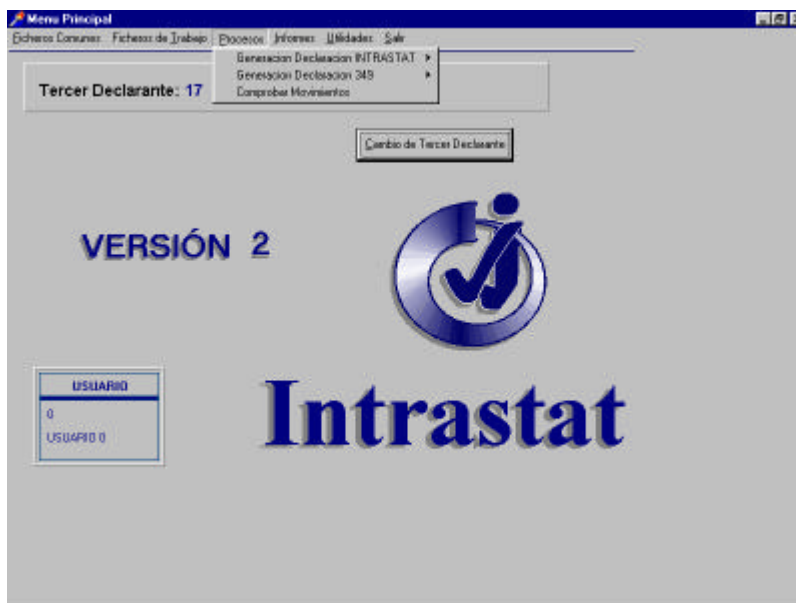 Menu Principal
Ficheros Comunes Ficheros de Trabajo Procesos Informes Utilidades Salir
Generacion Declaracion INTRASTAT
Generacion Declaracion 349
Comprobar Movimientos
Tercer Declarante: 17
Cambio de Tercer Declarante
VERSIÓN 2
USUARIO
0
USUARIO 0
Intrastat